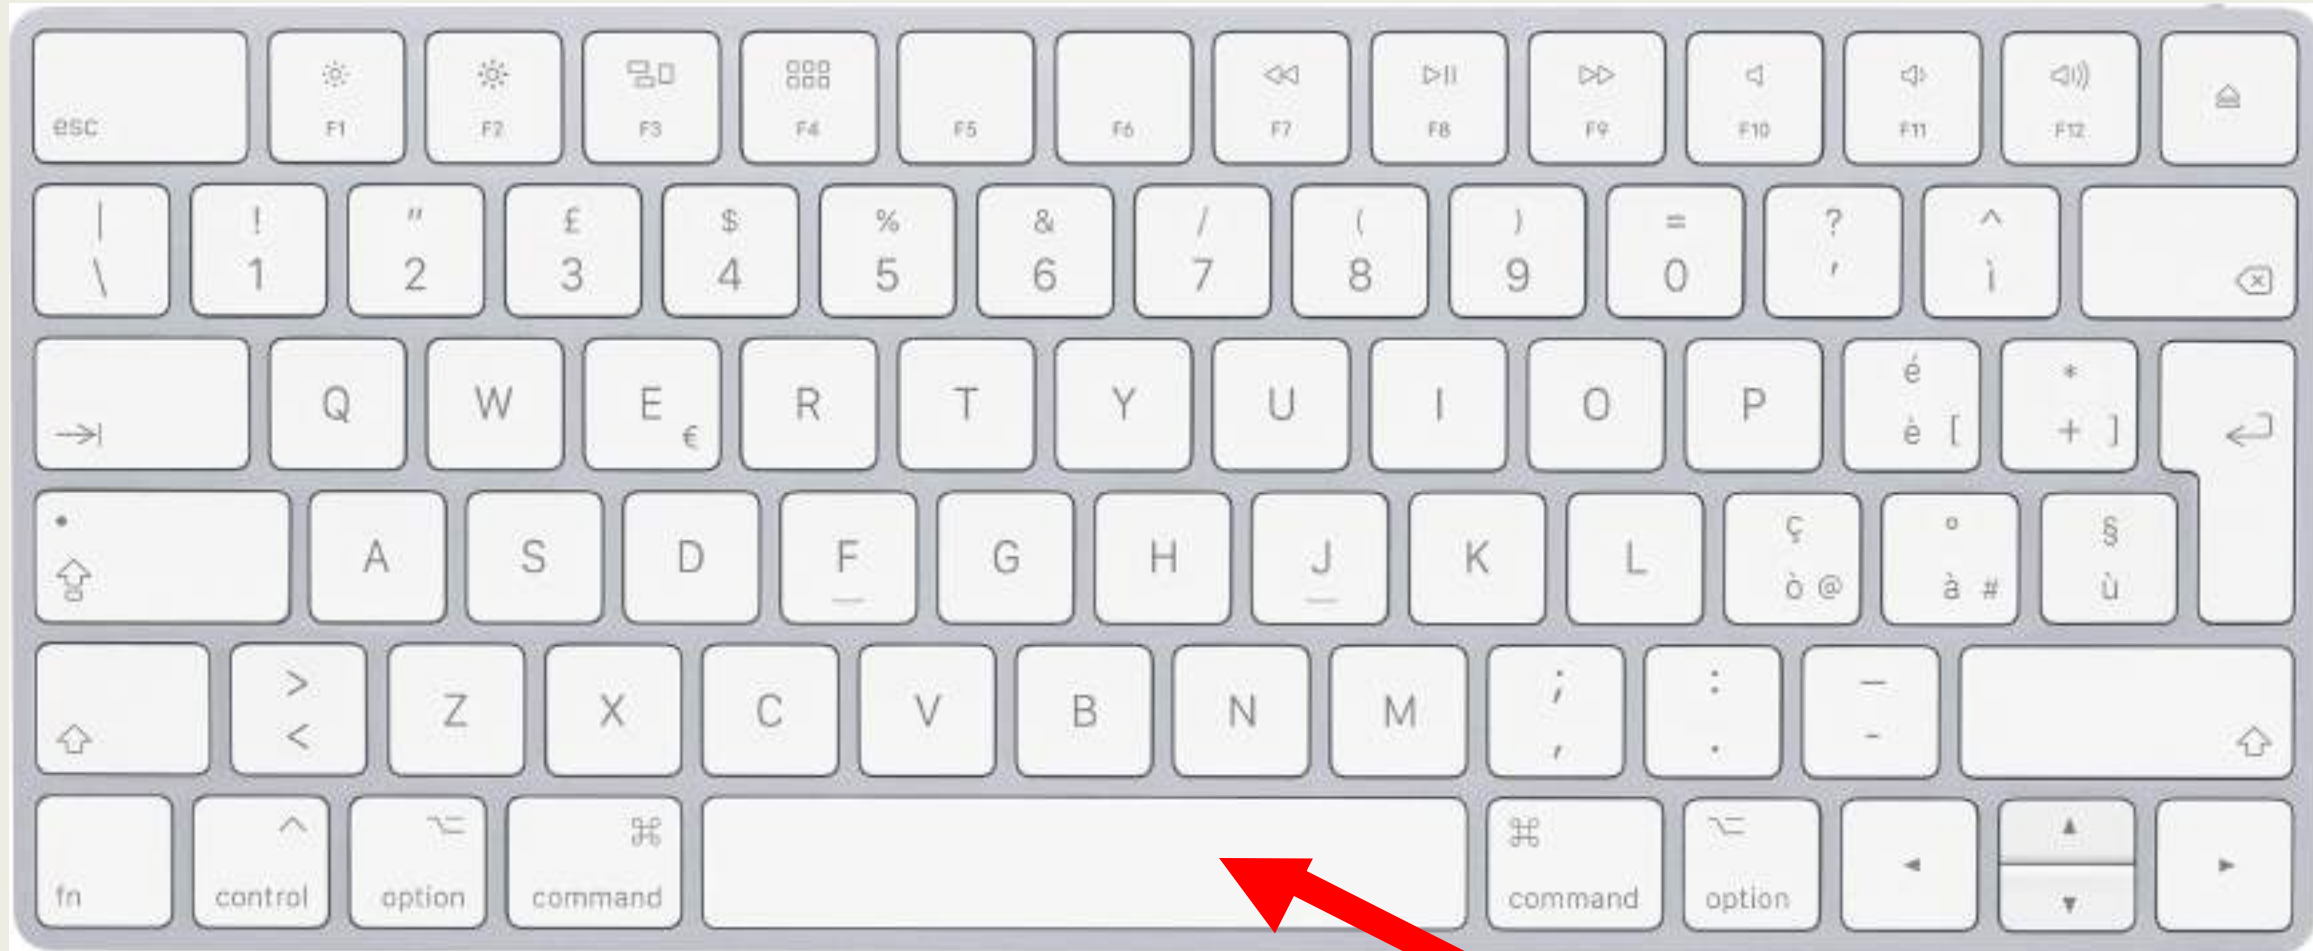 esc F1 F2 F3 F4 F5 F6 F7 F8 F9 F10 F11 F12
| ! " £ $ % & / ( ) = ? ^
\ 1 2 3 4 5 6 7 8 9 0 ' ì
Q W E € R T Y U I O P é è [ * + ]
A S D F G H J K L ç ò @ ° à # § ù
> < Z X C V B N M ; , : . _ -
fn control option command command option